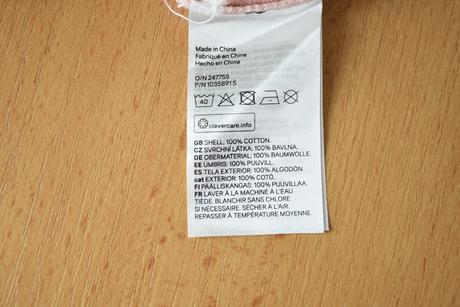 Made in China
Fabriqué en Chine
Hecho en China
O/N 247755
P/N 10358915
40
clevercare.info
GB SHELL: 100% COTTON.
CZ SVRCHNÍ LÁTKA: 100% BAVLNA.
DE OBERMATERIAL: 100% BAUMWOLLE.
EE ÜMBRIS: 100% PUUVILL.
ES TELA EXTERIOR: 100% ALGODÓN.
cat EXTERIOR: 100% COTÓ.
FI PÄÄLLISKANGAS: 100% PUUVILLAA.
FR LAVER À LA MACHINE À L'EAU
TIÈDE. BLANCHIR SANS CHLORE
SI NÉCESSAIRE. SÉCHER À L'AIR.
REPASSER À TEMPÉRATURE MOYENNE.